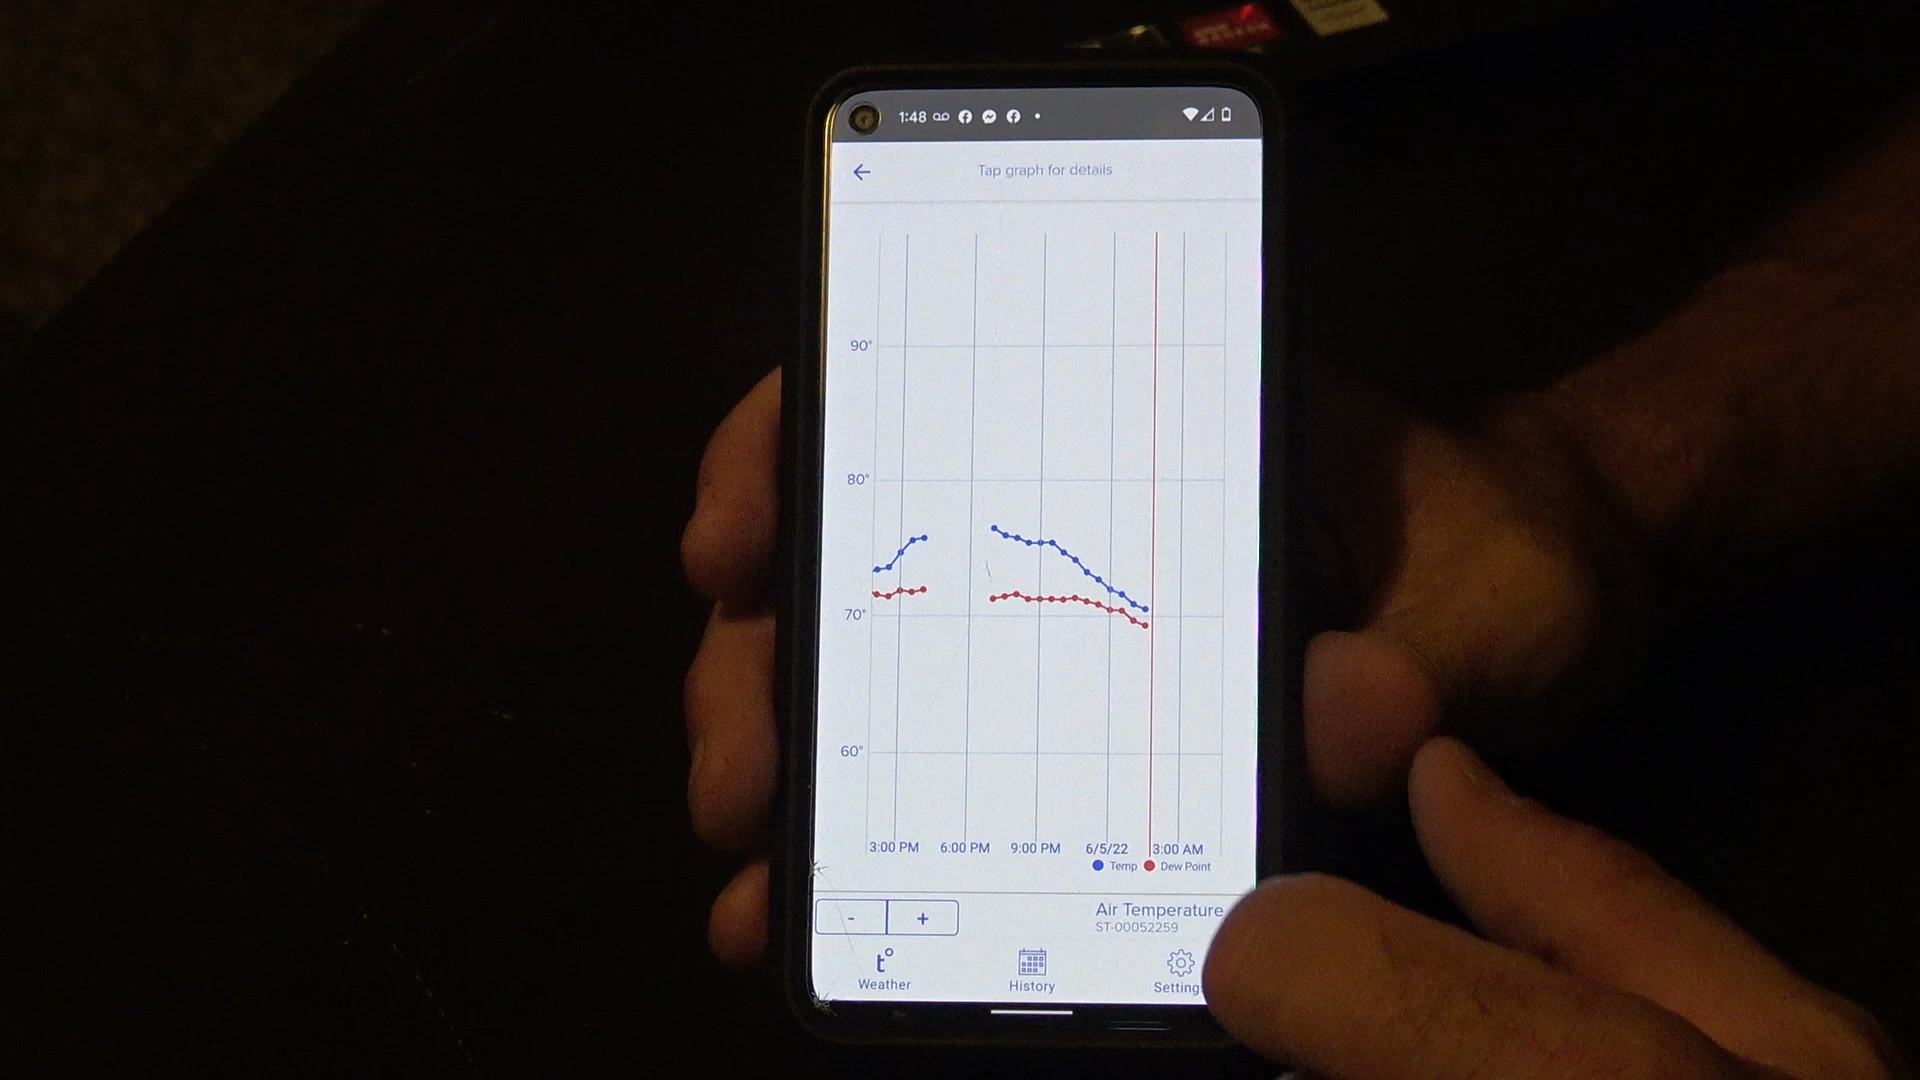 1:48
Tap graph for details
90°
80°
70°
60°
3:00 PM 6:00 PM 9:00 PM 6/5/22 3:00 AM
Temp Dew Point
- +
Air Temperature
ST-00052259
t°
Weather History Settings